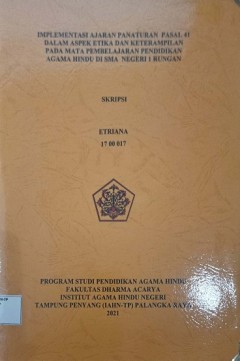 IMPLEMENTASI AJARAN PANATURAN PASAL 41
DALAM ASPEK ETIKA DAN KETERAMPILAN
PADA MATA PEMBELAJARAN PENDIDIKAN
AGAMA HINDU DI SMA NEGERI 1 RUNGAN
SKRIPSI
ETRIANA
17 00 017
PROGRAM STUDI PENDIDIKAN AGAMA HINDU
FAKULTAS DHARMA ACARYA
INSTITUT AGAMA HINDU NEGERI
TAMPUNG PENYANG (IAHN-TP) PALANGKA RAYA
2021